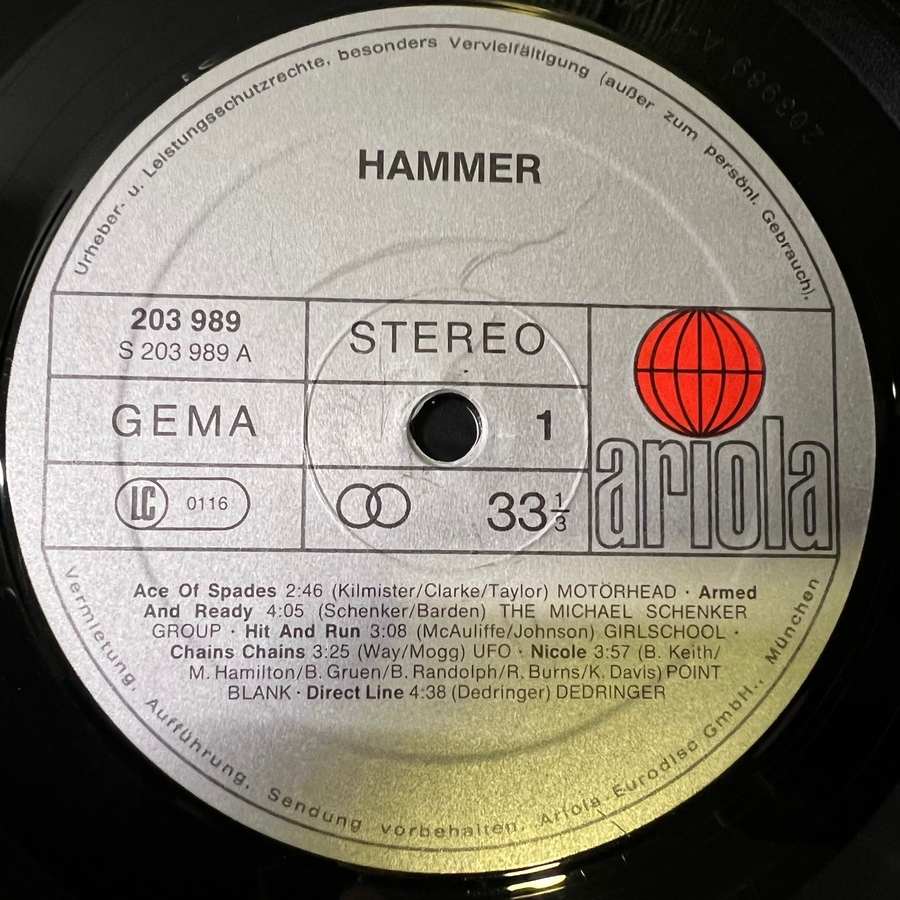 Urheber- u. Leistungsschutzrechte, besonders Vervielfältigung (außer zum persönl. Gebrauch),
203989 A-1
HAMMER
203 989
S 203 989 A
STEREO
GEMA
1
LC 0116
33⅓
ariola
Ace Of Spades 2:46 (Kilmister/Clarke/Taylor) MOTÖRHEAD · Armed
And Ready 4:05 (Schenker/Barden) THE MICHAEL SCHENKER
GROUP · Hit And Run 3:08 (McAuliffe/Johnson) GIRLSCHOOL ·
Chains Chains 3:25 (Way/Mogg) UFO · Nicole 3:57 (B. Keith/
M. Hamilton/B. Gruen/B. Randolph/R. Burns/K. Davis) POINT
BLANK · Direct Line 4:38 (Dedringer) DEDRINGER
Vermietung, Aufführung, Sendung vorbehalten. Ariola-Eurodisc GmbH., München